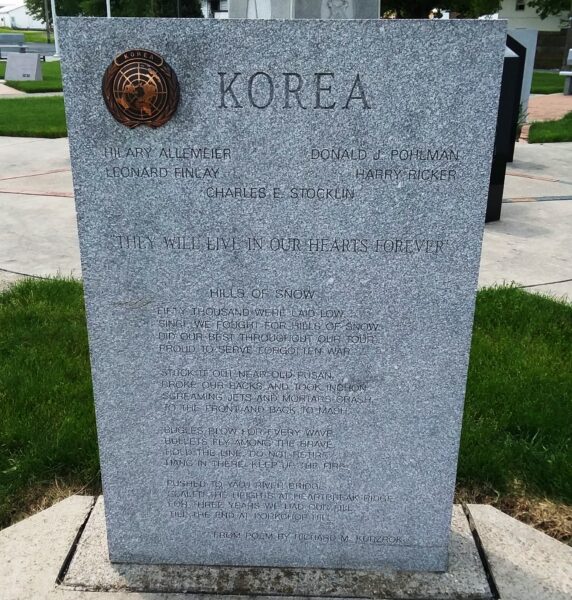 KOREA
KOREA
HILARY ALLEMEIER DONALD J. POHLMAN
LEONARD FINLAY HARRY RICKER
CHARLES E. STOCKLIN
"THEY WILL LIVE IN OUR HEARTS FOREVER"
HILLS OF SNOW
FIFTY THOUSAND WERE LAID LOW,
SINCE WE FOUGHT FOR HILLS OF SNOW
DID OUR BEST THROUGHOUT OUR TOUR
PROUD TO SERVE FORGOTTEN WAR
STUCK IT OUT NEAR OLD PUSAN,
BROKE OUR BACKS AND TOOK INCHON
SCREAMING JETS AND MORTARS CRASH,
TO THE FRONT AND BACK TO MASH
BUGLES BLOW FOR EVERY WAVE
BULLETS FLY AMONG THE BRAVE
HOLD THE LINE, DO NOT RETIRE
HANG IN THERE, KEEP UP THE FIRE
PUSHED TO YALU RIVER BRIDGE
SCALED THE HEIGHTS AT HEARTBREAK RIDGE
FOR THREE YEARS WE HAD OUR FILL
TILL THE END AT PORKCHOP HILL
FROM POEM BY RICHARD M.